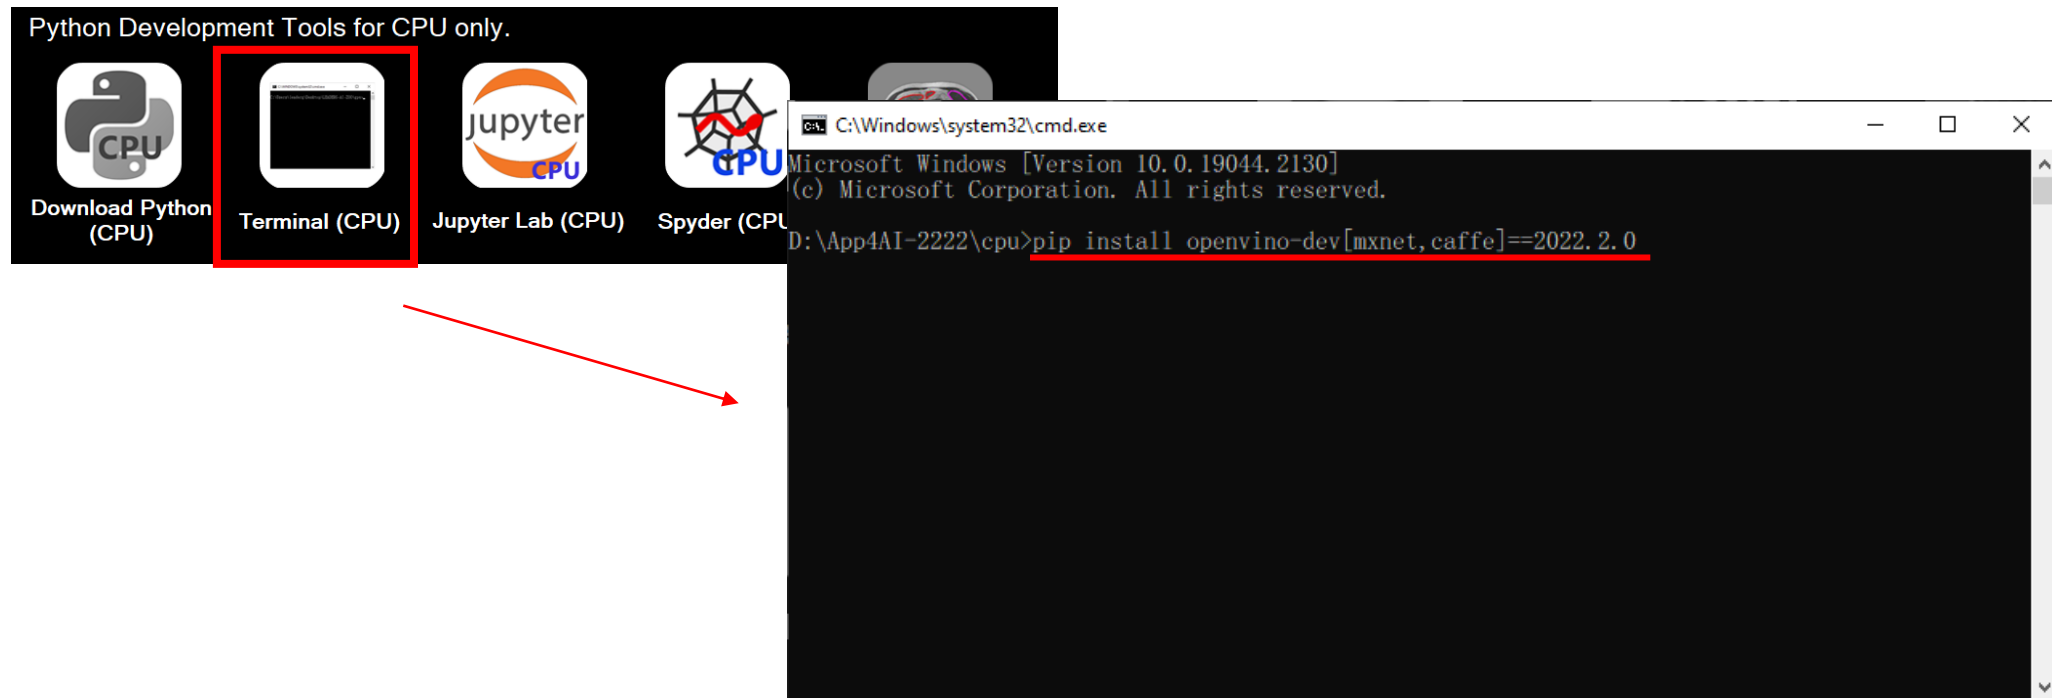 Python Development Tools for CPU only.
CPU
jupyter
CPU
CPU
Download Python
(CPU)
Terminal (CPU)
Jupyter Lab (CPU)
Spyder (CPU
C:\Windows\system32\cmd.exe
Microsoft Windows [Version 10.0.19044.2130]
(c) Microsoft Corporation. All rights reserved.
D:\App4AI-2222\cpu>pip install openvino-dev[mxnet,caffe]==2022.2.0